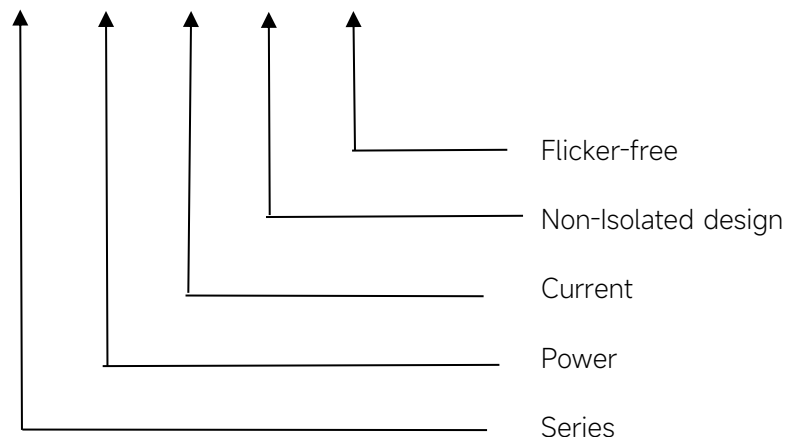 Flicker-free
Non-Isolated design
Current
Power
Series